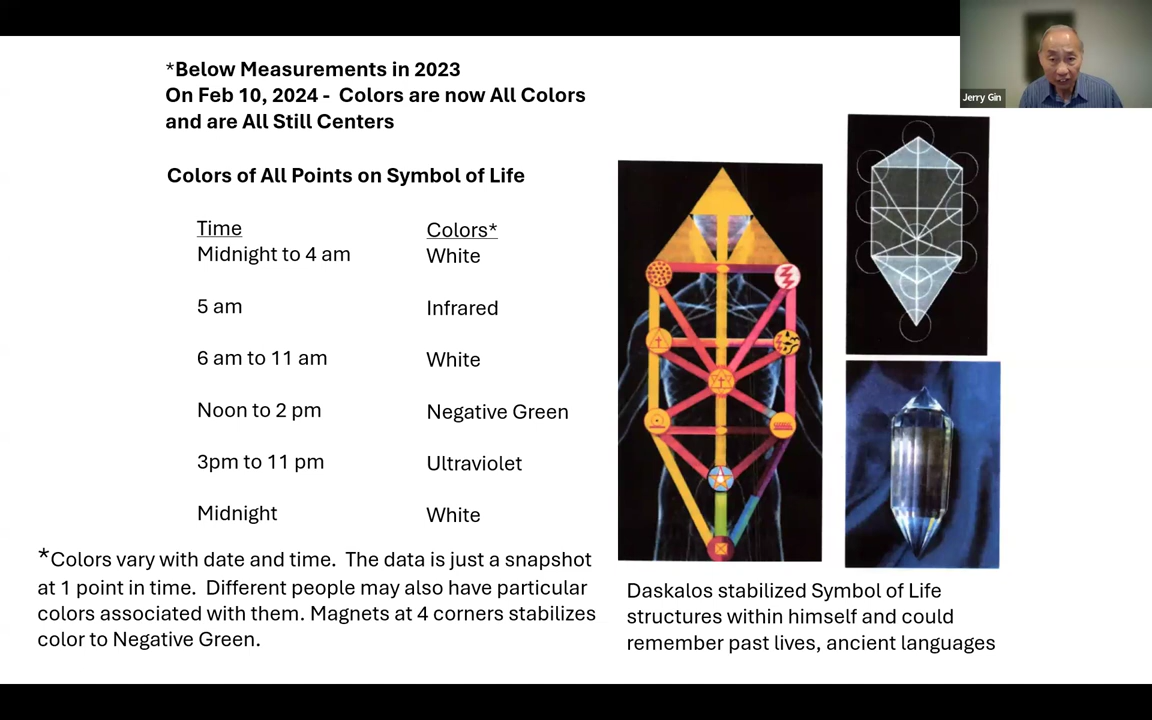 *Below Measurements in 2023
On Feb 10, 2024 - Colors are now All Colors
and are All Still Centers
Jerry Gin
Colors of All Points on Symbol of Life
Time Colors*
Midnight to 4 am White
5 am Infrared
6 am to 11 am White
Noon to 2 pm Negative Green
3pm to 11 pm Ultraviolet
Midnight White
*Colors vary with date and time. The data is just a snapshot
at 1 point in time. Different people may also have particular
colors associated with them. Magnets at 4 corners stabilizes
color to Negative Green.
Daskalos stabilized Symbol of Life
structures within himself and could
remember past lives, ancient languages